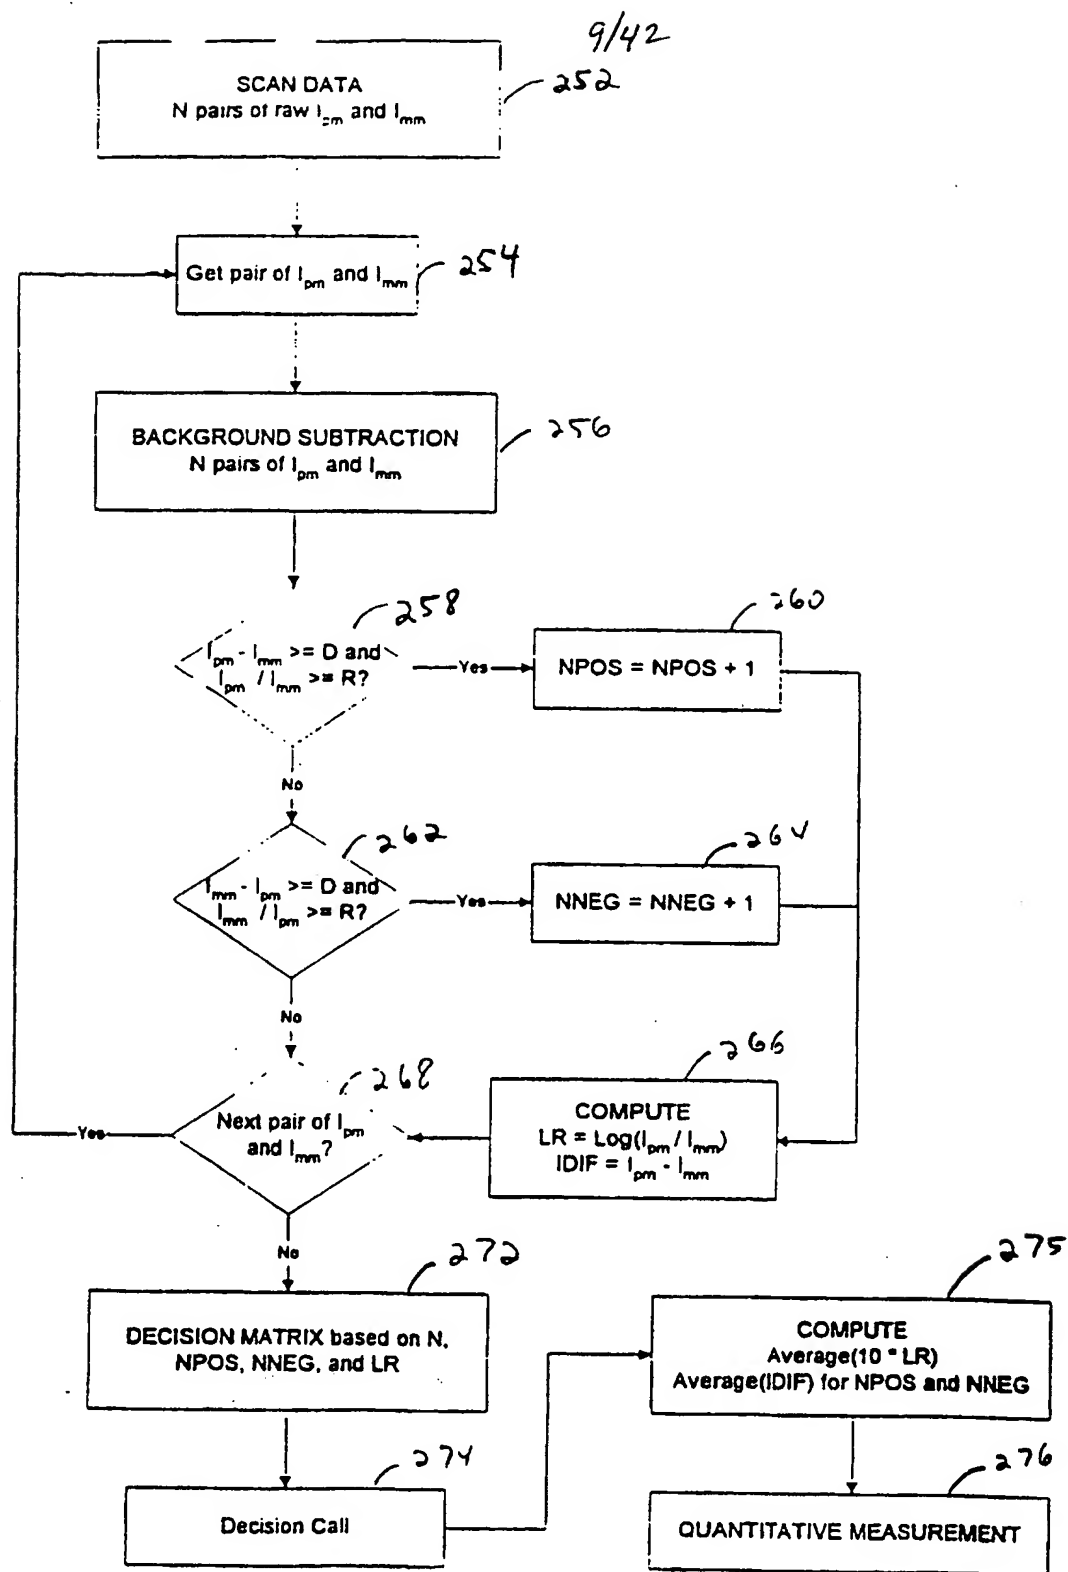 9/42
SCAN DATA
252
N pairs of raw Ipm and Imm
Get pair of Ipm and Imm
254
BACKGROUND SUBTRACTION
256
N pairs of Ipm and Imm
258
260
Ipm - Imm >= D and
Ipm / Imm >= R?
Yes
NPOS = NPOS + 1
No
262
264
Imm - Ipm >= D and
Imm / Ipm >= R?
Yes
NNEG = NNEG + 1
No
266
268
Next pair of Ipm
and Imm?
Yes
COMPUTE
LR = Log(Ipm / Imm)
IDIF = Ipm - Imm
No
272
275
DECISION MATRIX based on N,
NPOS, NNEG, and LR
COMPUTE
Average(10 * LR)
Average(IDIF) for NPOS and NNEG
274
276
Decision Call
QUANTITATIVE MEASUREMENT